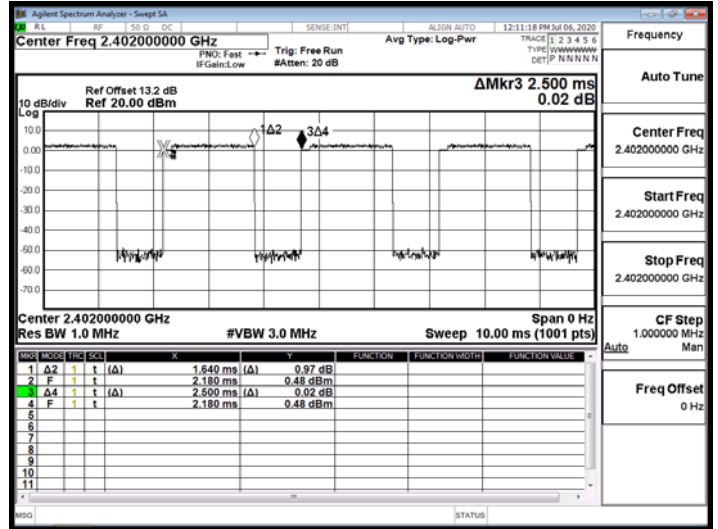 Agilent Spectrum Analyzer - Swept SA
RL RF 50 Ω DC SENSE:INT ALIGN AUTO 12:11:18 PM Jul 06, 2020
Center Freq 2.402000000 GHz
PNO: Fast
IFGain:Low
Trig: Free Run
#Atten: 20 dB
Avg Type: Log-Pwr
TRACE 1 2 3 4 5 6
TYPE WWWWWW
DET P NNNNN
Ref Offset 13.2 dB
10 dB/div Ref 20.00 dBm
Log
ΔMkr3 2.500 ms
0.02 dB
10.0
0.00
-10.0
-20.0
-30.0
-40.0
-50.0
-60.0
-70.0
1Δ2
3Δ4
Center 2.402000000 GHz Span 0 Hz
Res BW 1.0 MHz #VBW 3.0 MHz Sweep 10.00 ms (1001 pts)
MKR MODE TRC SCL X Y FUNCTION FUNCTION WIDTH FUNCTION VALUE
1 Δ2 1 t (Δ) 1.640 ms (Δ) 0.97 dB
2 F 1 t 2.180 ms 0.48 dBm
3 Δ4 1 t (Δ) 2.500 ms (Δ) 0.02 dB
4 F 1 t 2.180 ms 0.48 dBm
5
6
7
8
9
10
11
MSG STATUS
Frequency
Auto Tune
Center Freq
2.402000000 GHz
Start Freq
2.402000000 GHz
Stop Freq
2.402000000 GHz
CF Step
1.000000 MHz
Auto Man
Freq Offset
0 Hz